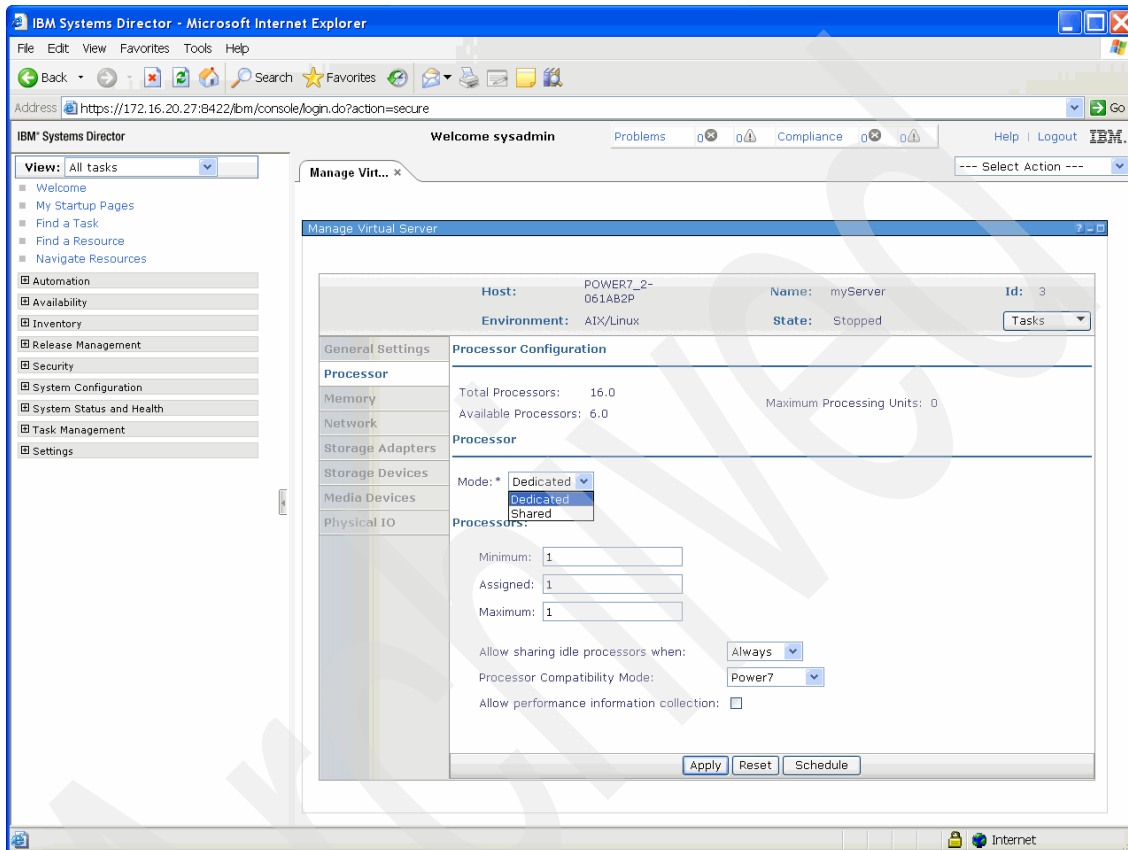 IBM Systems Director - Microsoft Internet Explorer
File Edit View Favorites Tools Help
Back Search Favorites
Address https://172.16.20.27:8422/ibm/console/login.do?action=secure Go
IBM® Systems Director Welcome sysadmin Problems 0 0 Compliance 0 0 Help | Logout IBM.
View: All tasks
Manage Virt... × --- Select Action ---
Welcome
My Startup Pages
Find a Task
Find a Resource
Navigate Resources
Automation
Availability
Inventory
Release Management
Security
System Configuration
System Status and Health
Task Management
Settings
Manage Virtual Server
Host: POWER7_2-061AB2P Name: myServer Id: 3
Environment: AIX/Linux State: Stopped Tasks
General Settings
Processor
Memory
Network
Storage Adapters
Storage Devices
Media Devices
Physical IO
Processor Configuration
Total Processors: 16.0
Available Processors: 6.0
Maximum Processing Units: 0
Processor
Mode: * Dedicated
Dedicated
Shared
Processors:
Minimum: 1
Assigned: 1
Maximum: 1
Allow sharing idle processors when: Always
Processor Compatibility Mode: Power7
Allow performance information collection:
Apply Reset Schedule
Internet
Archived